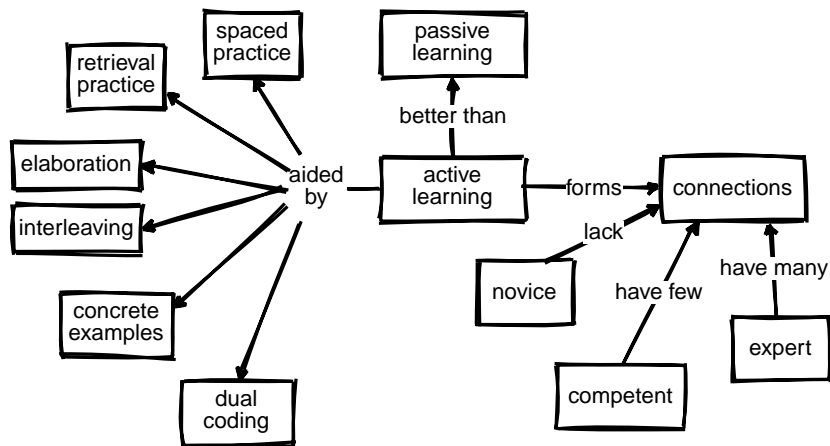 spaced
practice
passive
learning
retrieval
practice
better than
elaboration
aided
by
active
learning
forms
connections
interleaving
lack
novice
have few
have many
concrete
examples
expert
competent
dual
coding